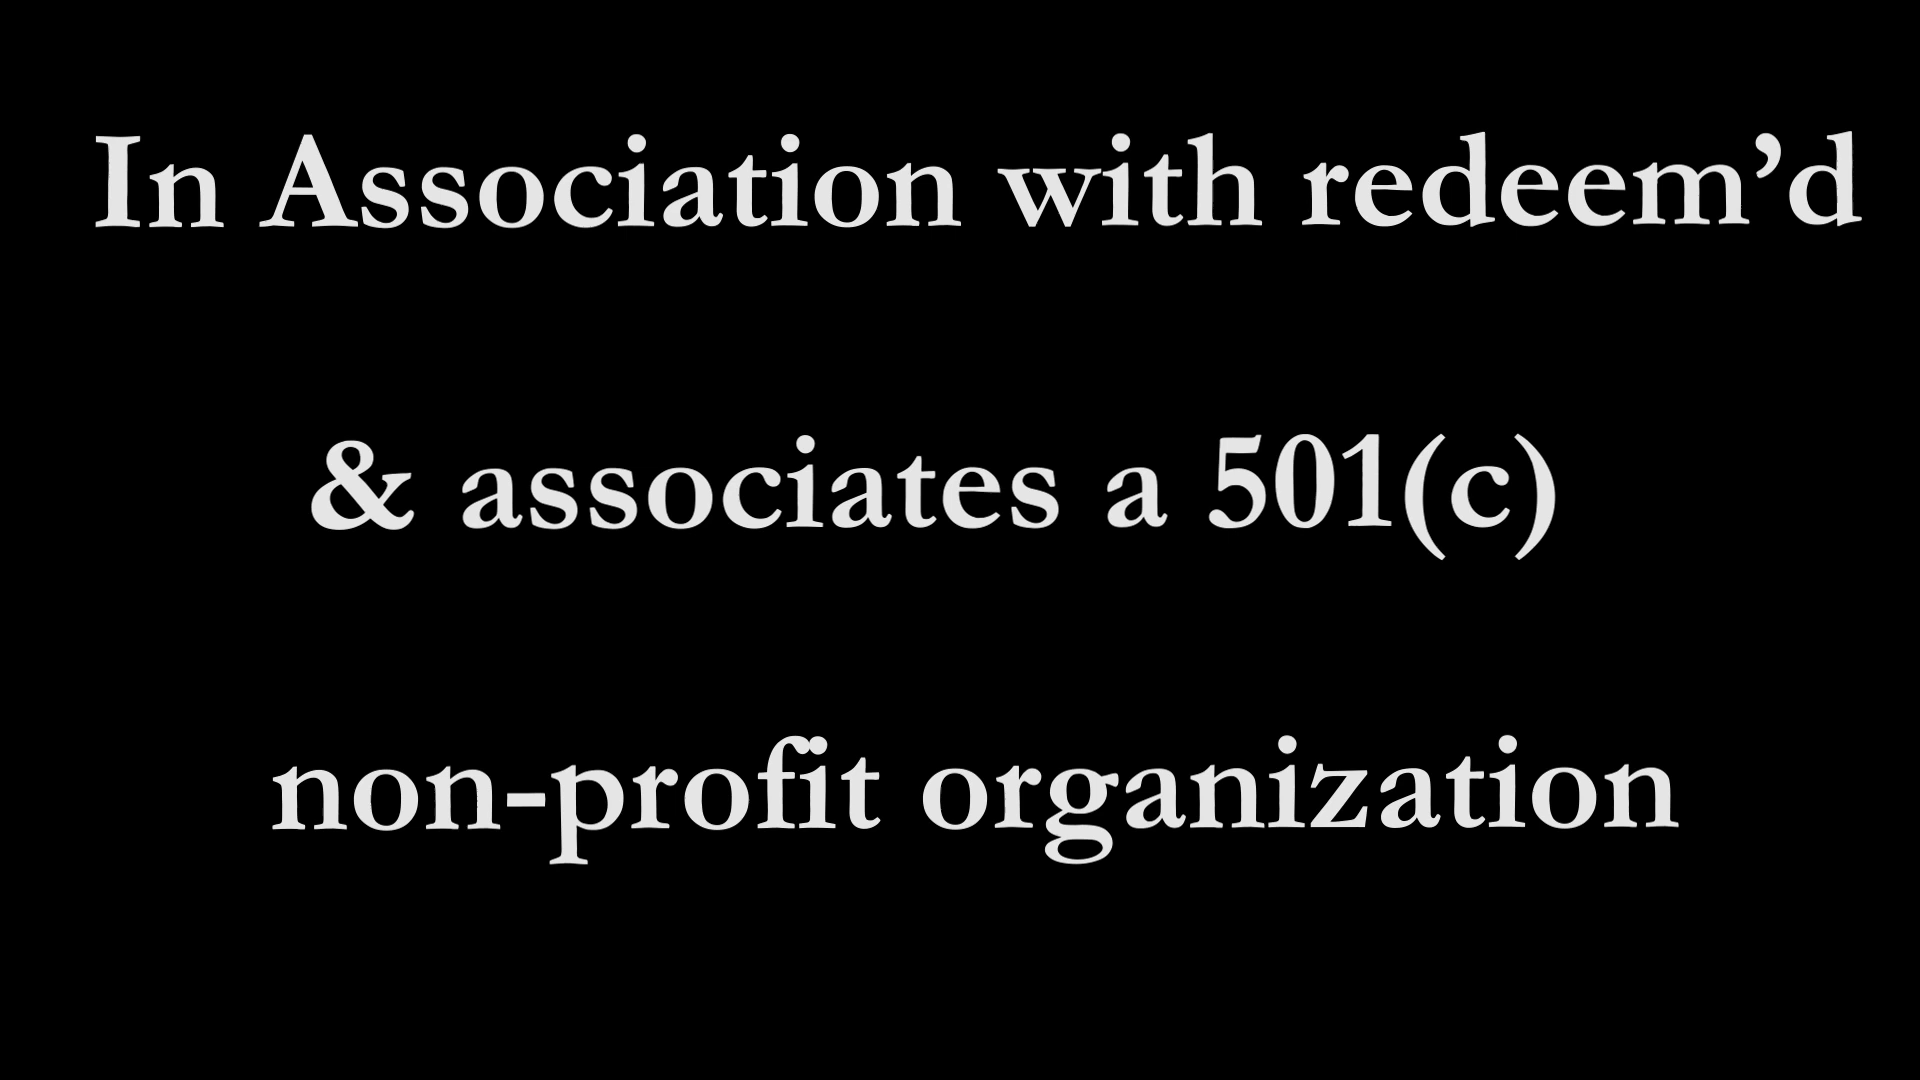 In Association with redeem’d
& associates a 501(c)
non-profit organization